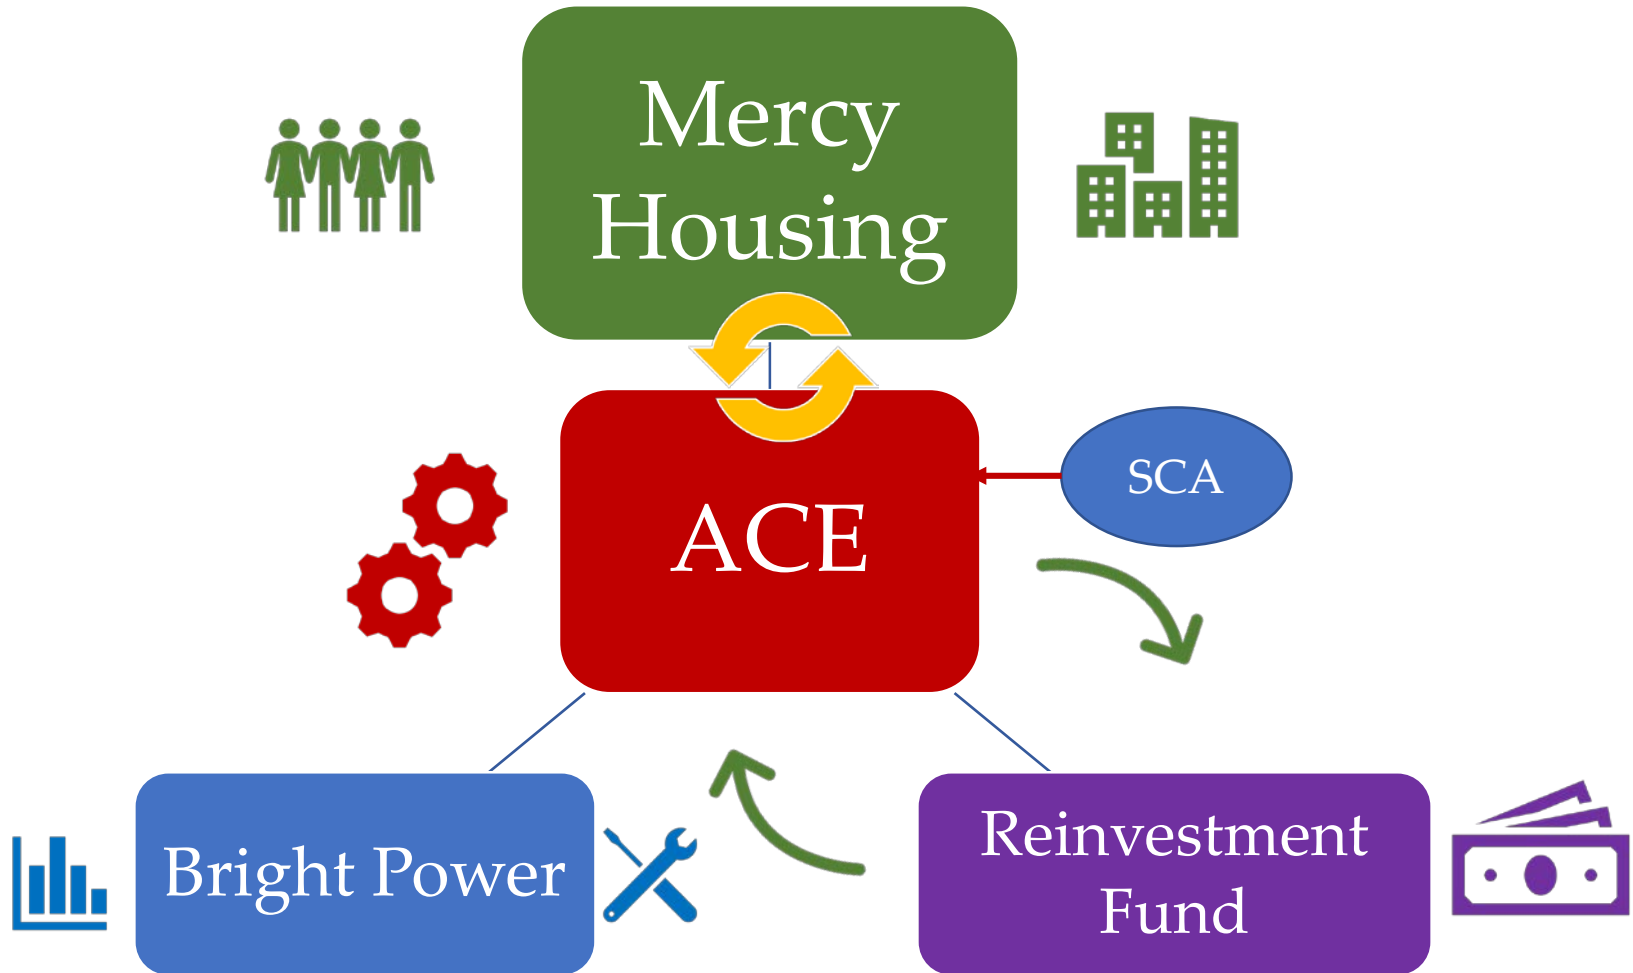 Mercy
Housing
ACE
SCA
Bright Power
Reinvestment
Fund